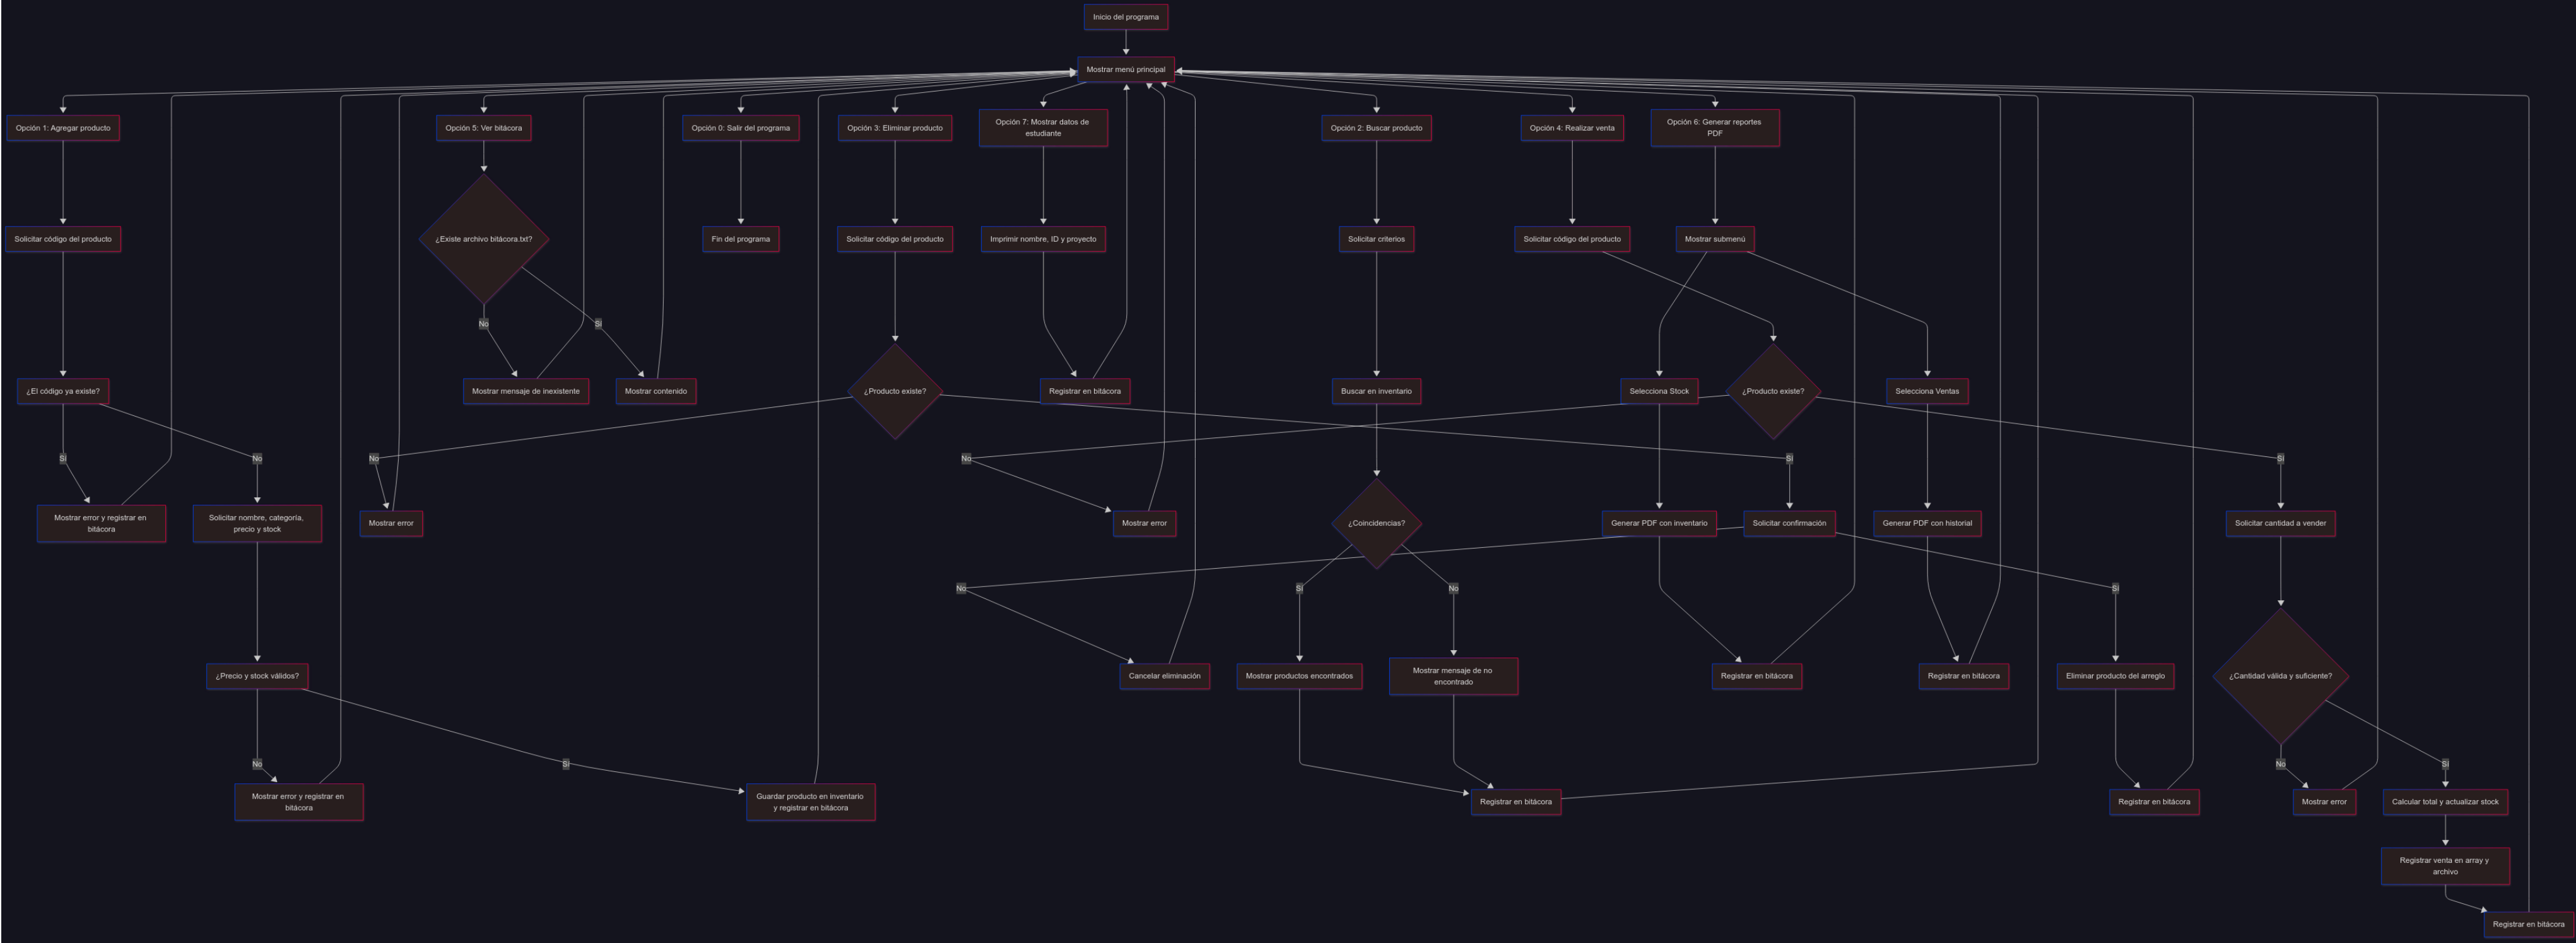 Inicio del programa
Mostrar menú principal
Opción 1: Agregar producto
Opción 5: Ver bitácora
Opción 0: Salir del programa
Opción 3: Eliminar producto
Opción 7: Mostrar datos de
estudiante
Opción 2: Buscar producto
Opción 4: Realizar venta
Opción 6: Generar reportes
PDF
Solicitar código del producto
¿Existe archivo bitácora.txt?
Fin del programa
Solicitar código del producto
Imprimir nombre, ID y proyecto
Solicitar criterios
Solicitar código del producto
Mostrar submenú
No
Sí
¿El código ya existe?
Mostrar mensaje de inexistente
Mostrar contenido
¿Producto existe?
Registrar en bitácora
Buscar en inventario
Selecciona Stock
¿Producto existe?
Selecciona Ventas
Sí
No
No
No
Sí
Sí
Mostrar error y registrar en
bitácora
Solicitar nombre, categoría,
precio y stock
Mostrar error
Mostrar error
¿Coincidencias?
Generar PDF con inventario
Solicitar confirmación
Generar PDF con historial
Solicitar cantidad a vender
No
Sí
No
Sí
¿Precio y stock válidos?
Cancelar eliminación
Mostrar productos encontrados
Mostrar mensaje de no
encontrado
Registrar en bitácora
Registrar en bitácora
Eliminar producto del arreglo
¿Cantidad válida y suficiente?
No
Sí
No
Sí
Mostrar error y registrar en
bitácora
Guardar producto en inventario
y registrar en bitácora
Registrar en bitácora
Registrar en bitácora
Mostrar error
Calcular total y actualizar stock
Registrar venta en array y
archivo
Registrar en bitácora